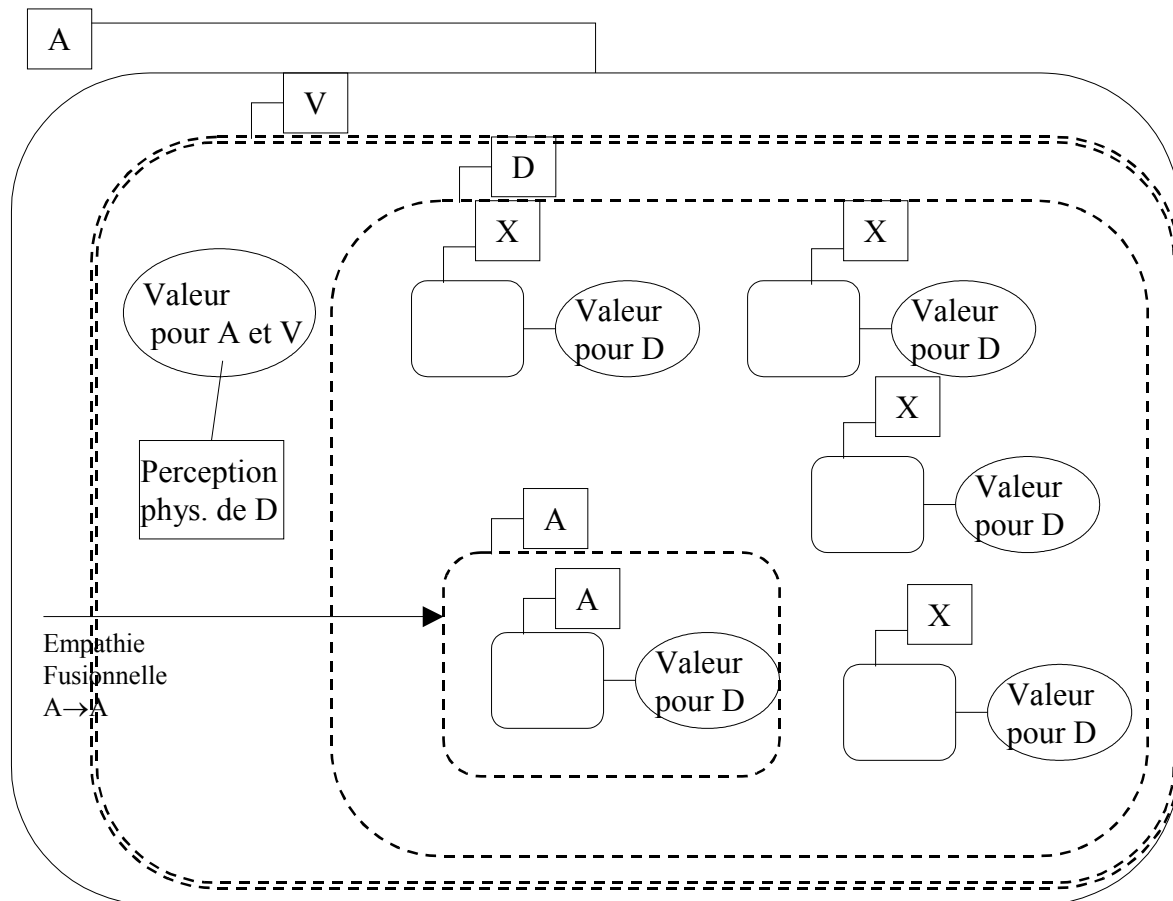 A
V
D
X
X
Valeur
pour A et V
Valeur
pour D
Valeur
pour D
X
Perception
phys. de D
Valeur
pour D
A
A
X
Empathie
Fusionnelle
A→A
Valeur
pour D
Valeur
pour D